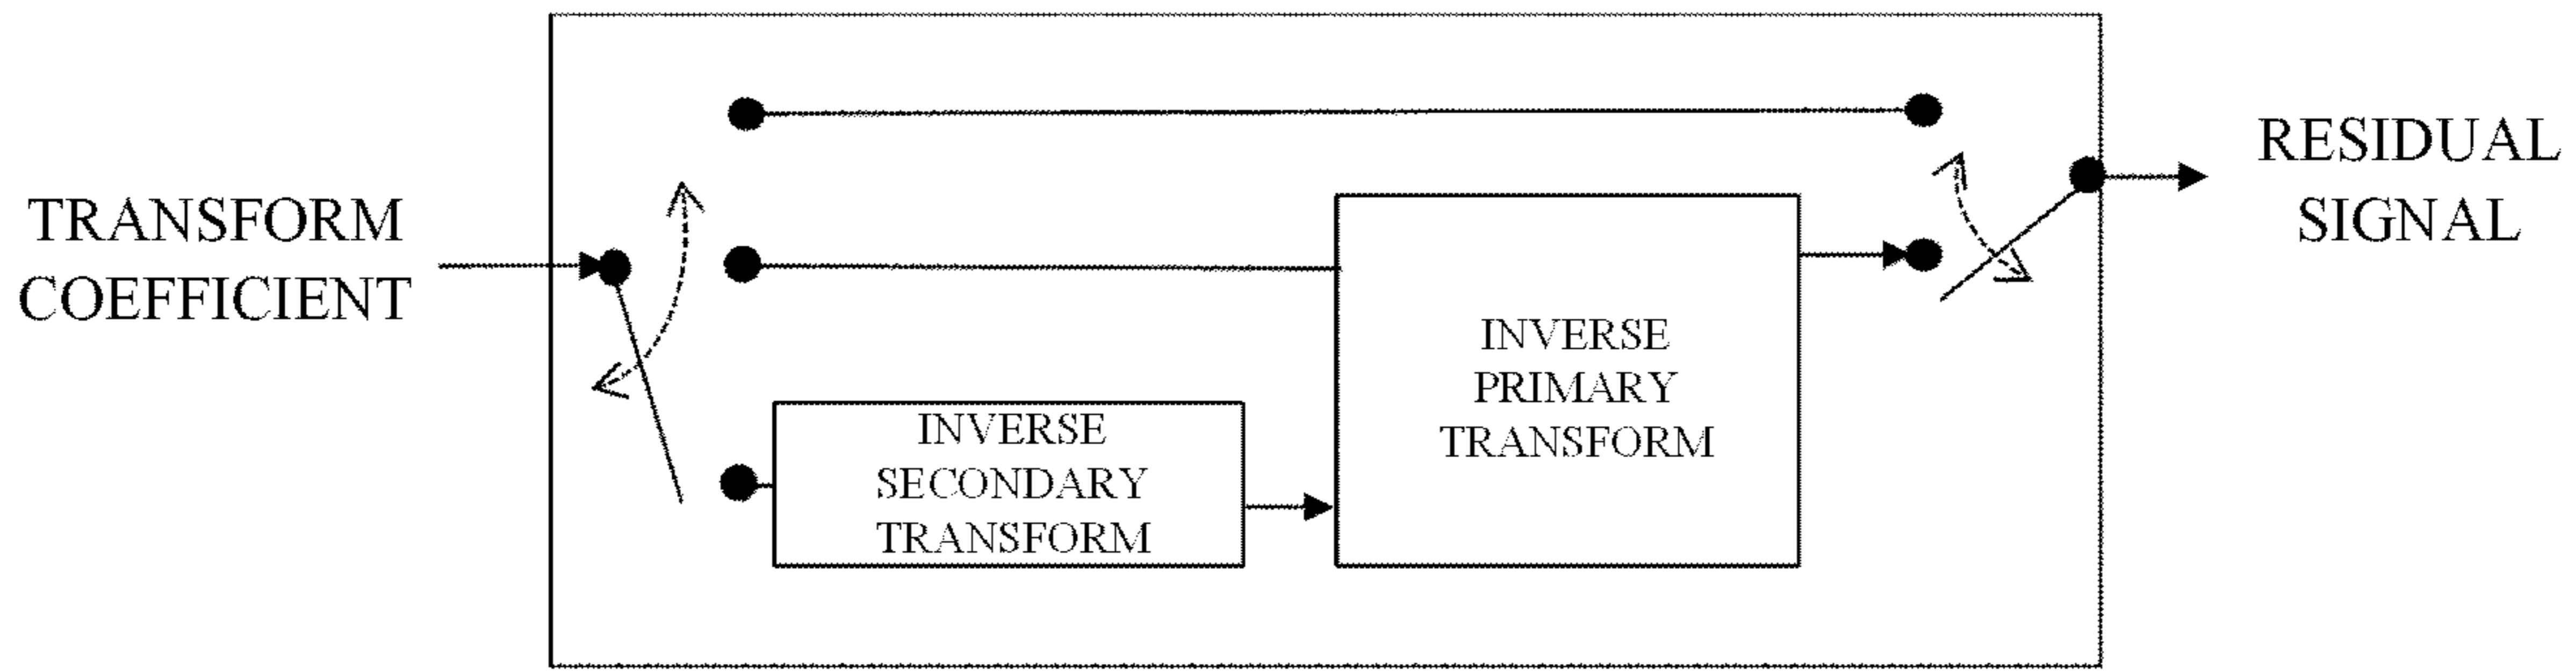 TRANSFORM
COEFFICIENT
INVERSE
SECONDARY
TRANSFORM
INVERSE
PRIMARY
TRANSFORM
RESIDUAL
SIGNAL